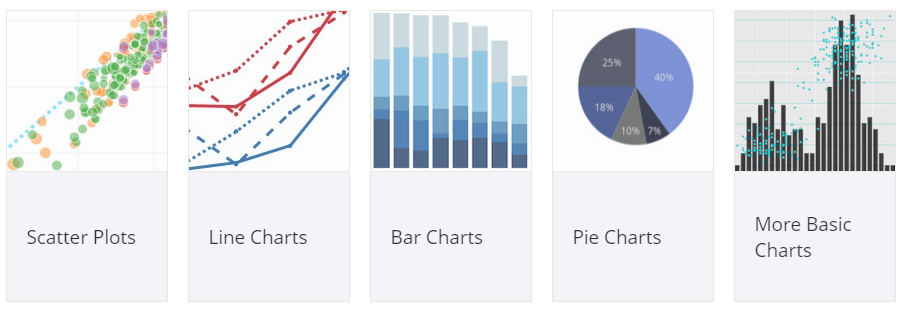 25%
40%
18%
10%
7%
Scatter Plots
Line Charts
Bar Charts
Pie Charts
More Basic
Charts